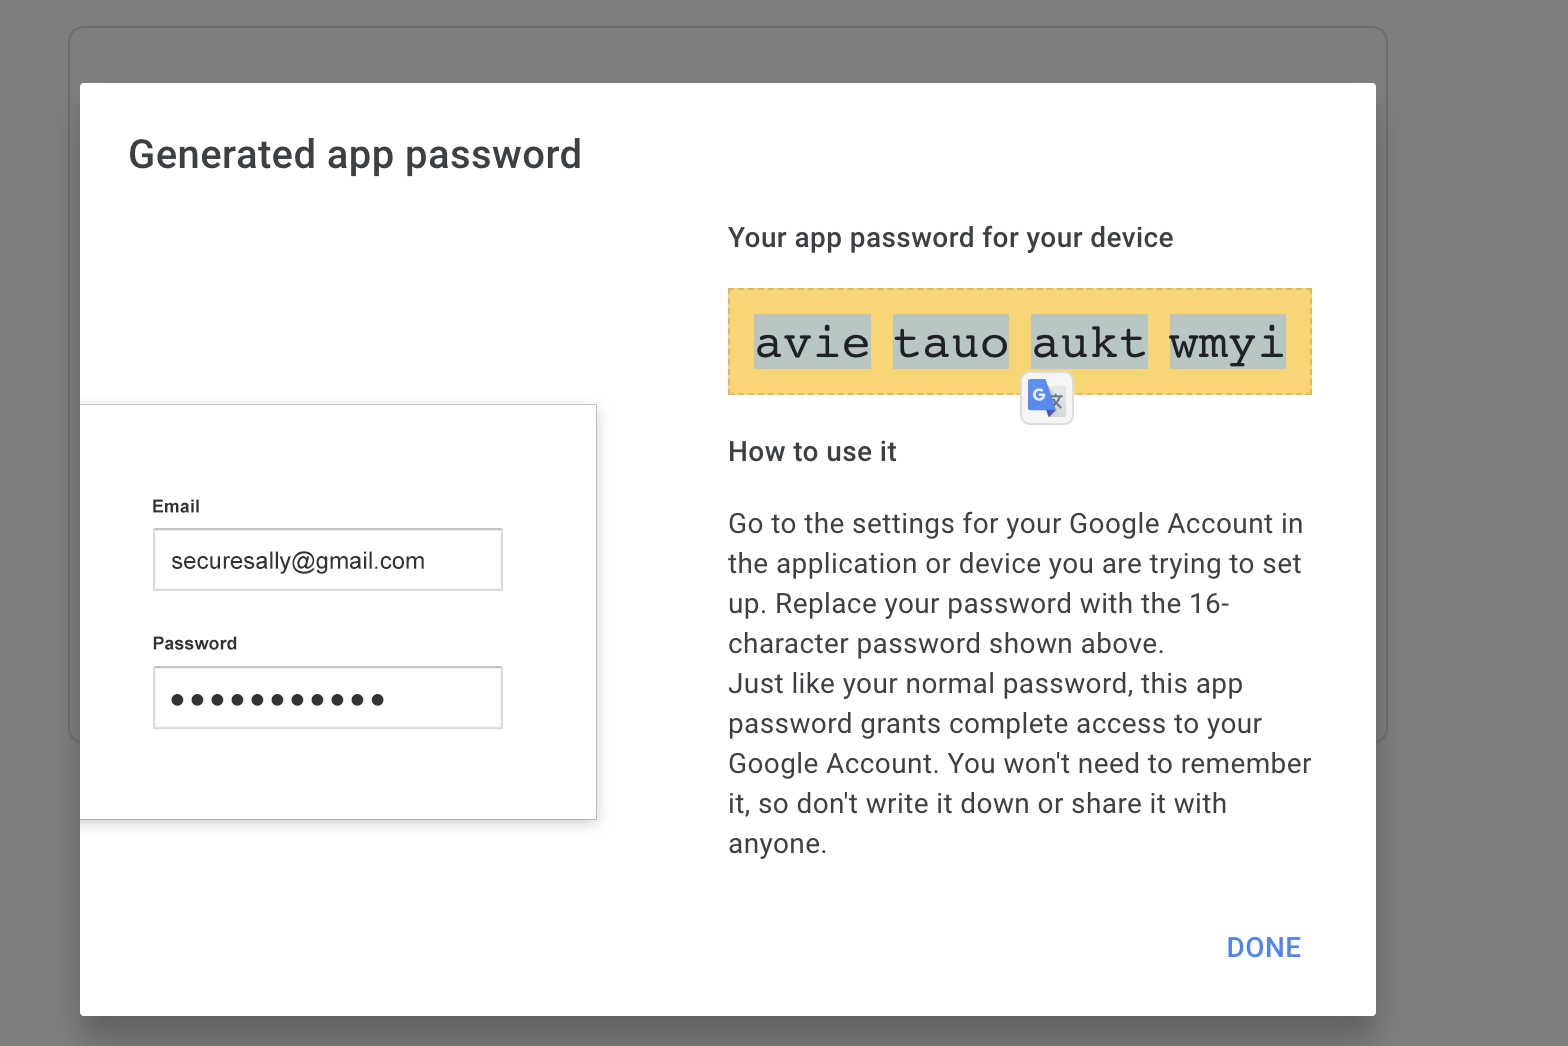 Generated app password
Your app password for your device
avie tauo aukt wmyi
G 文
How to use it
Email
securesally@gmail.com
Password
●●●●●●●●●●●
Go to the settings for your Google Account in
the application or device you are trying to set
up. Replace your password with the 16-
character password shown above.
Just like your normal password, this app
password grants complete access to your
Google Account. You won't need to remember
it, so don't write it down or share it with
anyone.
DONE